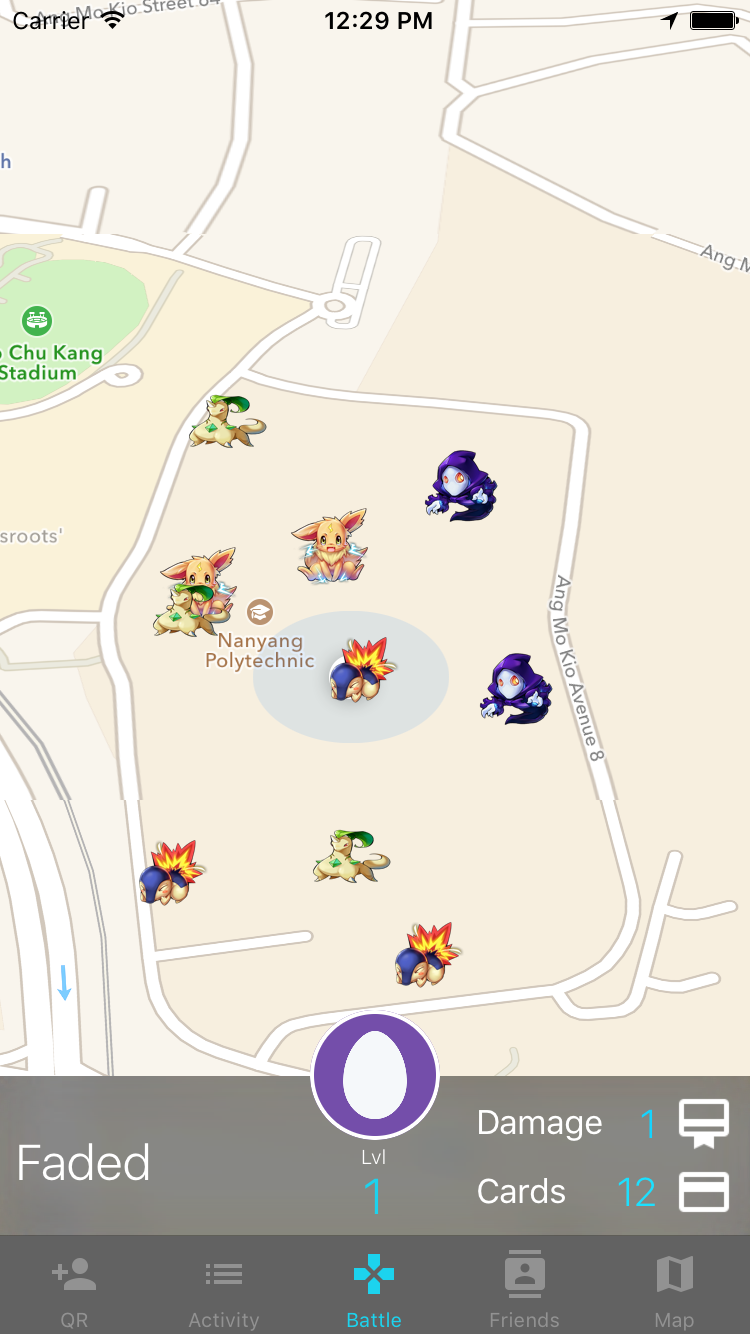 Carrier
12:29 PM
Ang Mo Kio Street 64
h
Ang M
o Chu Kang
Stadium
sroots'
Nanyang
Polytechnic
Ang Mo Kio Avenue 8
Faded
Lvl
1
Damage 1
Cards 12
QR
Activity
Battle
Friends
Map